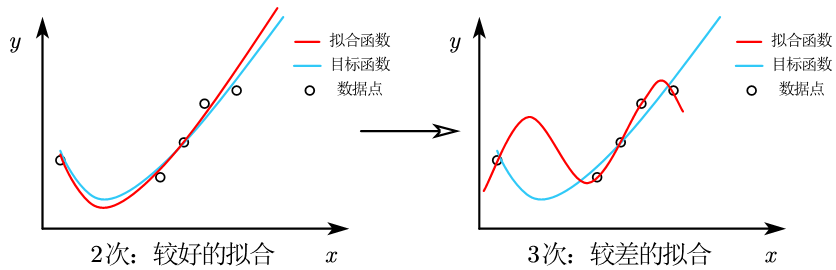 y
拟合函数
目标函数
数据点
2次：较好的拟合
x
y
拟合函数
目标函数
数据点
3次：较差的拟合
x